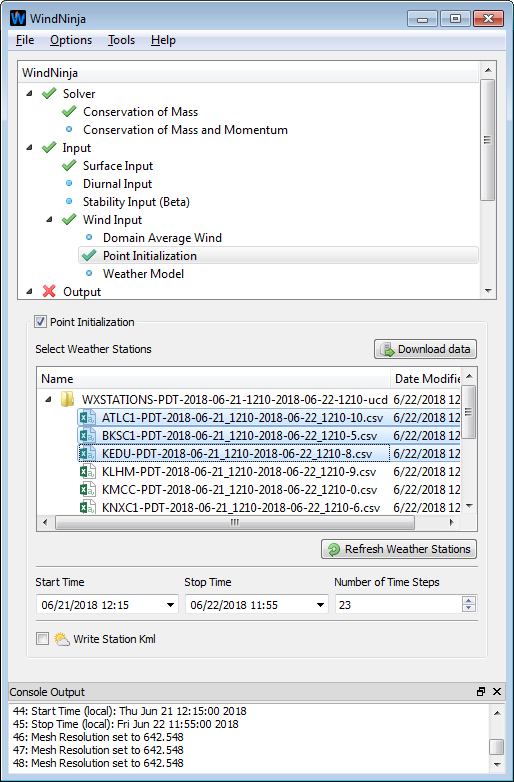 WindNinja
File Options Tools Help
WindNinja
Solver
Conservation of Mass
Conservation of Mass and Momentum
Input
Surface Input
Diurnal Input
Stability Input (Beta)
Wind Input
Domain Average Wind
Point Initialization
Weather Model
Output
Point Initialization
Select Weather Stations Download data
Name Date Modifie
WXSTATIONS-PDT-2018-06-21-1210-2018-06-22-1210-ucd 6/22/2018 12
ATLC1-PDT-2018-06-21_1210-2018-06-22_1210-10.csv 6/22/2018 12
BKSC1-PDT-2018-06-21_1210-2018-06-22_1210-5.csv 6/22/2018 12
KEDU-PDT-2018-06-21_1210-2018-06-22_1210-8.csv 6/22/2018 12
KLHM-PDT-2018-06-21_1210-2018-06-22_1210-9.csv 6/22/2018 12
KMCC-PDT-2018-06-21_1210-2018-06-22_1210-0.csv 6/22/2018 12
KNXC1-PDT-2018-06-21_1210-2018-06-22_1210-6.csv 6/22/2018 12
Refresh Weather Stations
Start Time Stop Time Number of Time Steps
06/21/2018 12:15 06/22/2018 11:55 23
Write Station Kml
Console Output
44: Start Time (local): Thu Jun 21 12:15:00 2018
45: Stop Time (local): Fri Jun 22 11:55:00 2018
46: Mesh Resolution set to 642.548
47: Mesh Resolution set to 642.548
48: Mesh Resolution set to 642.548